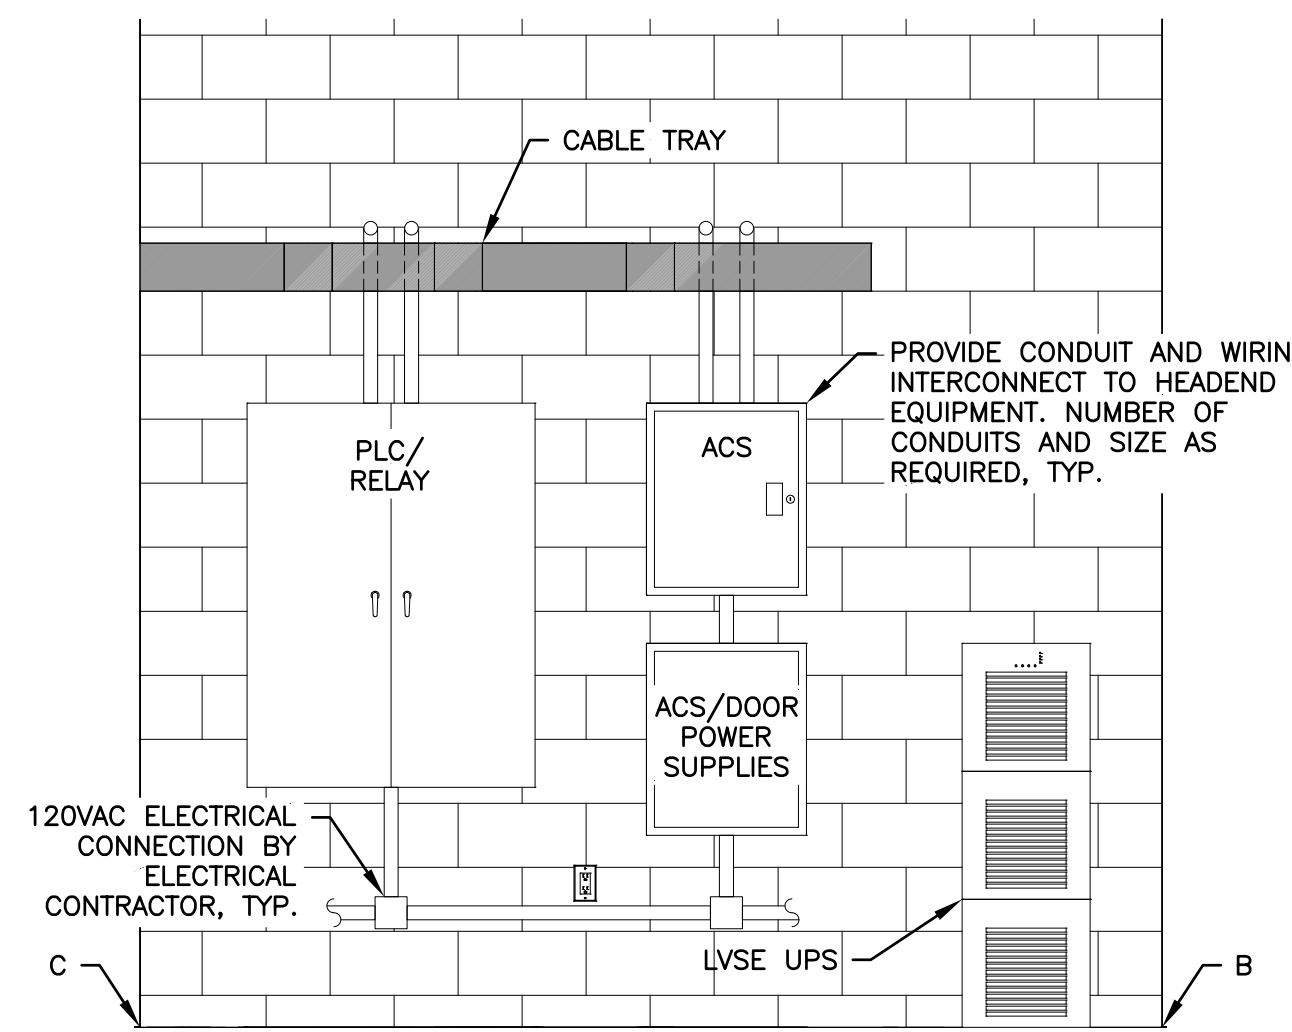 CABLE TRAY
PROVIDE CONDUIT AND WIRIN
INTERCONNECT TO HEADEND
EQUIPMENT. NUMBER OF
CONDUITS AND SIZE AS
REQUIRED, TYP.
PLC/
RELAY
ACS
ACS/DOOR
POWER
SUPPLIES
120VAC ELECTRICAL
CONNECTION BY
ELECTRICAL
CONTRACTOR, TYP.
LVSE UPS
C
B